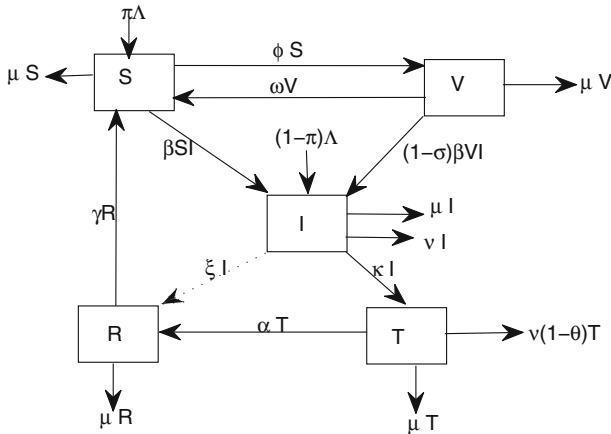 πΛ
φ S
μ S
S
ωV
V
μ V
βSI
(1−π)Λ
(1−σ)βVI
I
μ I
ν I
γR
ξ I
κ I
R
α T
T
ν(1−θ)T
μ R
μ T